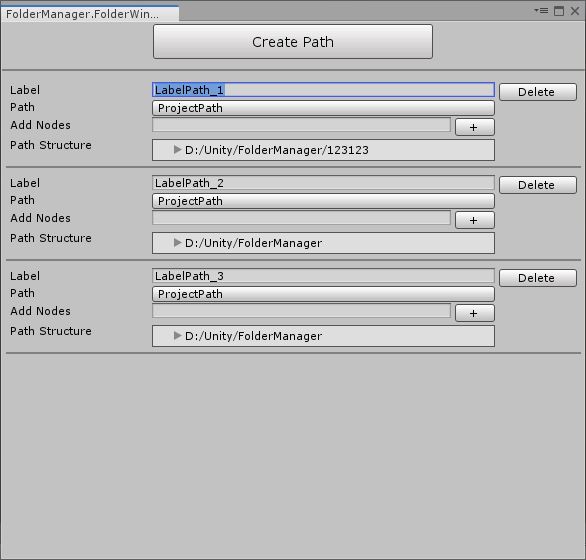 FolderManager.FolderWin...
Create Path
Label LabelPath_1 Delete
Path ProjectPath
Add Nodes +
Path Structure D:/Unity/FolderManager/123123
Label LabelPath_2 Delete
Path ProjectPath
Add Nodes +
Path Structure D:/Unity/FolderManager
Label LabelPath_3 Delete
Path ProjectPath
Add Nodes +
Path Structure D:/Unity/FolderManager